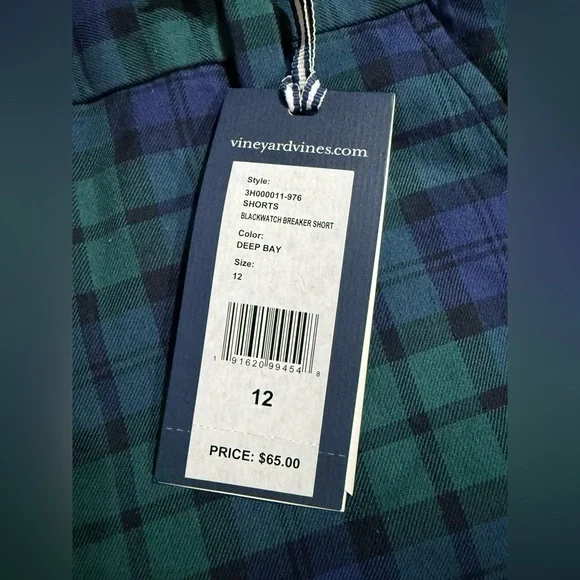 vineyardvines.com
Style:
3H000011-976
SHORTS
BLACKWATCH BREAKER SHORT
Color:
DEEP BAY
Size:
12
1 91620 99454 8
12
PRICE: $65.00